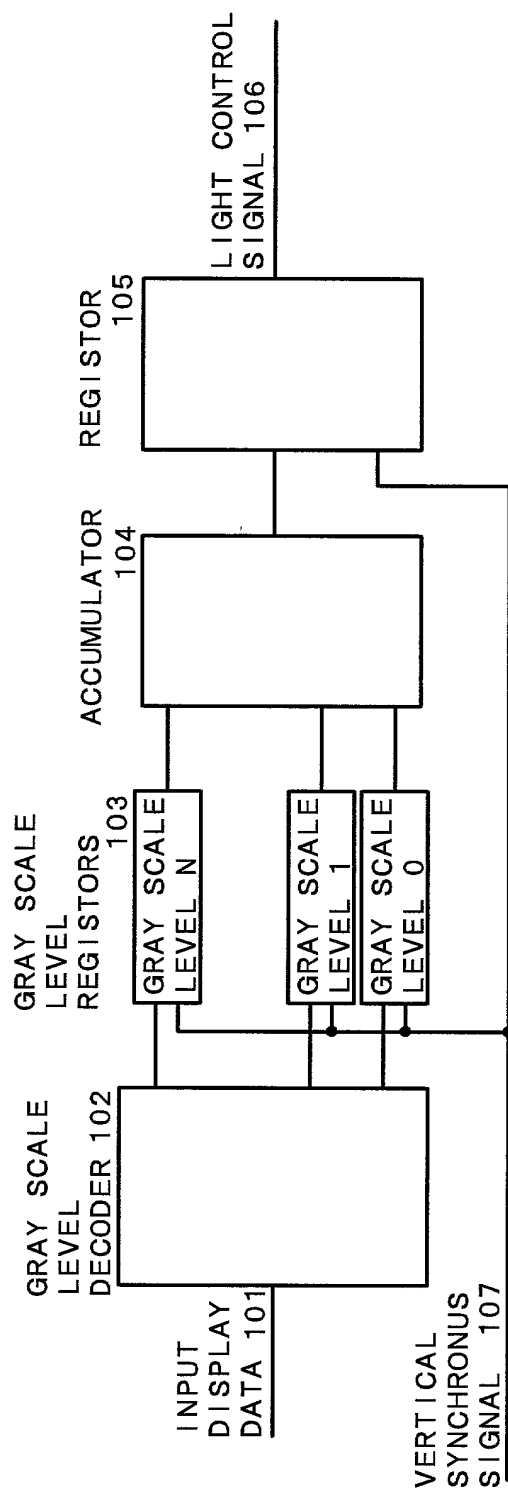 INPUT
DISPLAY
DATA 101
GRAY SCALE
LEVEL
DECODER 102
GRAY SCALE
LEVEL
REGISTORS
103
GRAY SCALE
LEVEL N
GRAY SCALE
LEVEL 1
GRAY SCALE
LEVEL 0
ACCUMULATOR
104
REGISTOR
105
LIGHT CONTROL
SIGNAL 106
VERTICAL
SYNCHRONUS
SIGNAL 107